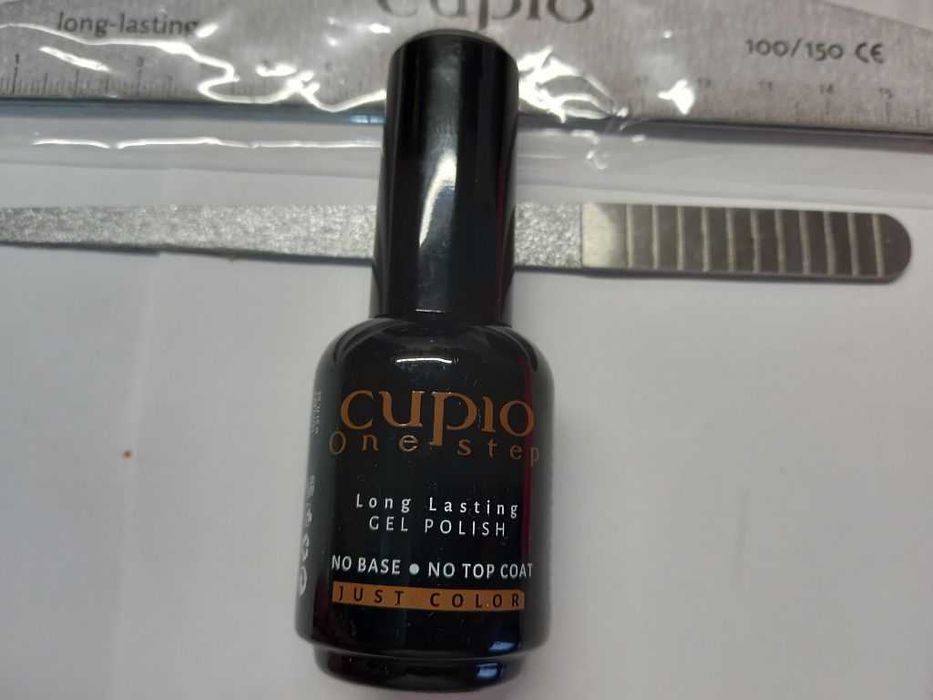 cupio
long-lasting
100/150 CE
cupio
One step
Long Lasting
GEL POLISH
NO BASE • NO TOP COAT
JUST COLOR